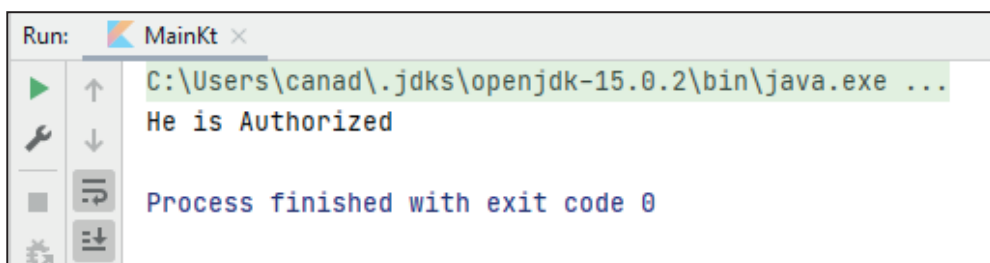 Run: MainKt
C:\Users\canad\.jdks\openjdk-15.0.2\bin\java.exe ...
He is Authorized
Process finished with exit code 0